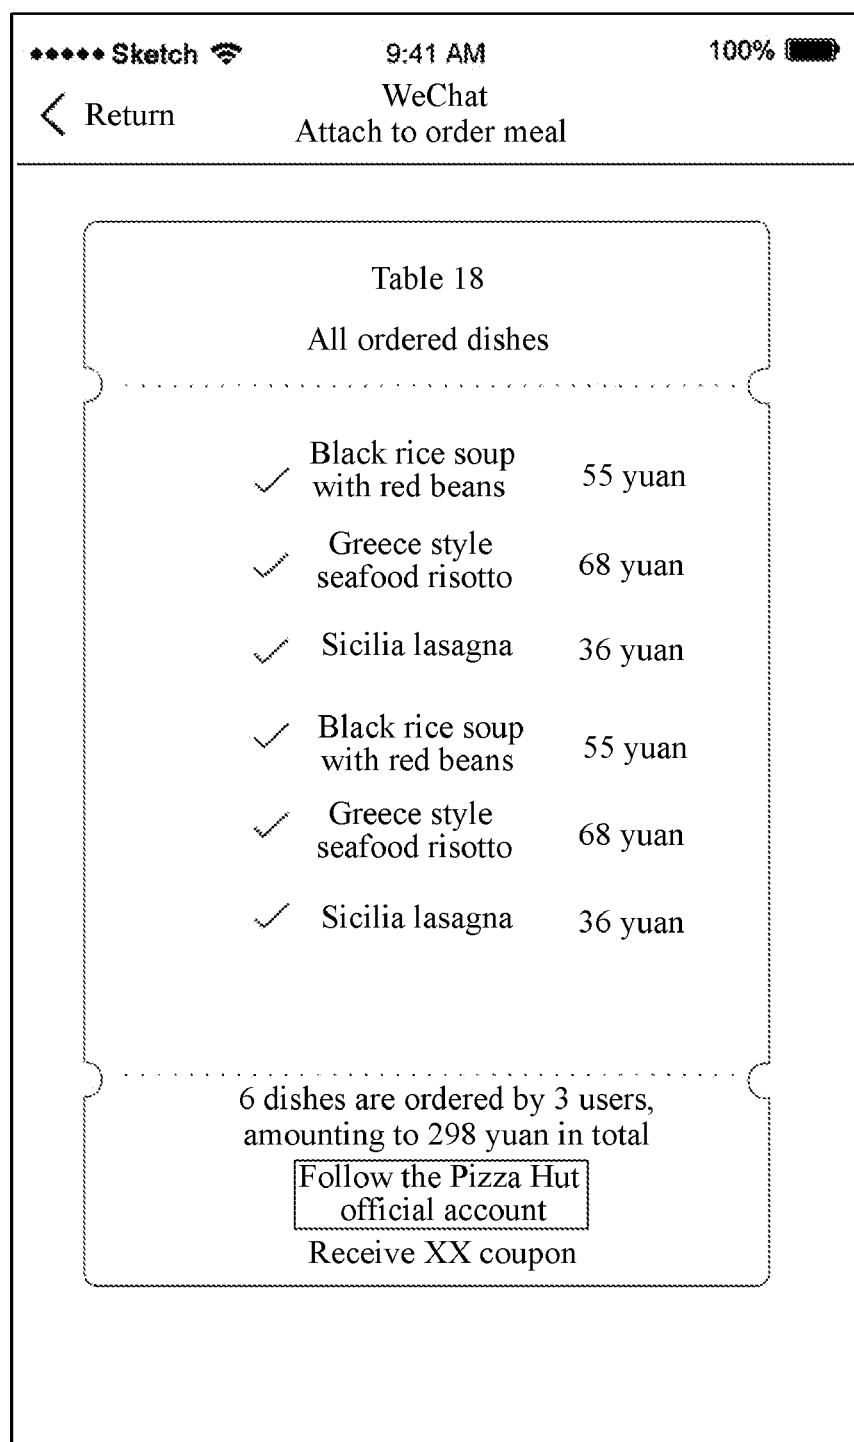 Sketch 9:41 AM 100%
WeChat
Return
Attach to order meal
Table 18
All ordered dishes
Black rice soup
with red beans 55 yuan
Greece style
seafood risotto 68 yuan
Sicilia lasagna 36 yuan
Black rice soup
with red beans 55 yuan
Greece style
seafood risotto 68 yuan
Sicilia lasagna 36 yuan
6 dishes are ordered by 3 users,
amounting to 298 yuan in total
Follow the Pizza Hut
official account
Receive XX coupon